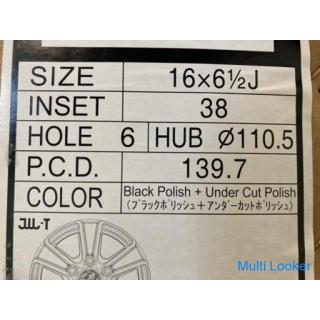 SIZE 16×6½J
INSET 38
HOLE 6 HUB Ø110.5
P.C.D. 139.7
COLOR Black Polish + Under Cut Polish
(ブラックポリッシュ+アンダーカットポリッシュ)
JWL-T
Multi Looker